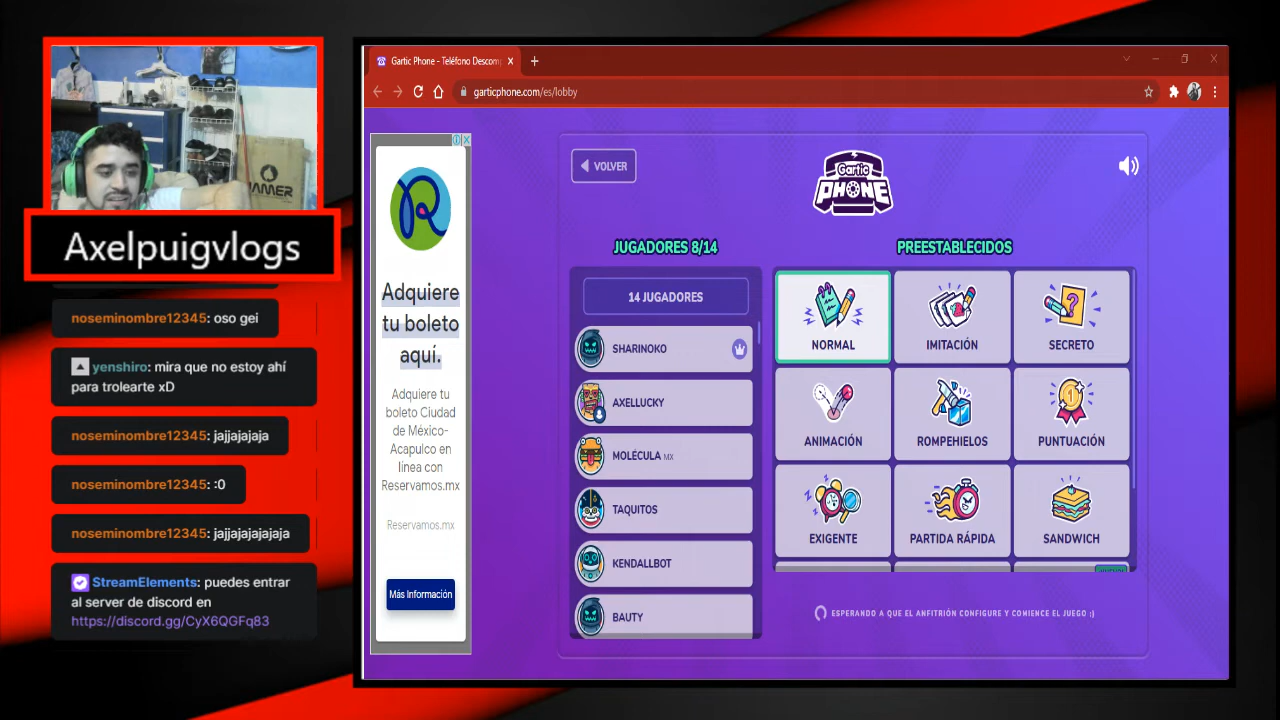 Axelpuigvlogs
noseminombre12345: oso gei
yenshiro: mira que no estoy ahí
para trolearte xD
noseminombre12345: jajjajajaja
noseminombre12345: :0
noseminombre12345: jajjajajajaja
StreamElements: puedes entrar
al server de discord en
https://discord.gg/CyX6QGFq83
Gartic Phone - Teléfono Descom
garticphone.com/es/lobby
Adquiere
tu boleto
aquí.
Adquiere tu
boleto Ciudad
de México-
Acapulco en
línea con
Reservamos.mx
Reservamos.mx
Más Información
VOLVER
Gartic
PHONE
JUGADORES 8/14
14 JUGADORES
SHARINOKO
AXELLUCKY
MOLÉCULA MX
TAQUITOS
KENDALLBOT
BAUTY
PREESTABLECIDOS
NORMAL
IMITACIÓN
SECRETO
ANIMACIÓN
ROMPEHIELOS
PUNTUACIÓN
EXIGENTE
PARTIDA RÁPIDA
SANDWICH
ESPERANDO A QUE EL ANFITRIÓN CONFIGURE Y COMIENCE EL JUEGO ;)